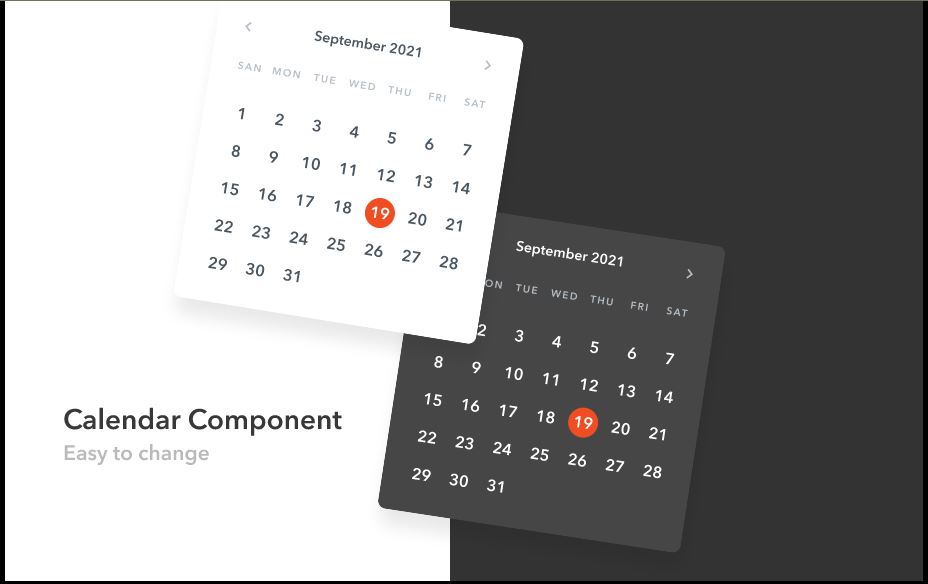 September 2021
SAN MON TUE WED THU FRI SAT
1 2 3 4 5 6 7
8 9 10 11 12 13 14
15 16 17 18 19 20 21
22 23 24 25 26 27 28
29 30 31
September 2021
ON TUE WED THU FRI SAT
2 3 4 5 6 7
8 9 10 11 12 13 14
15 16 17 18 19 20 21
22 23 24 25 26 27 28
29 30 31
Calendar Component
Easy to change